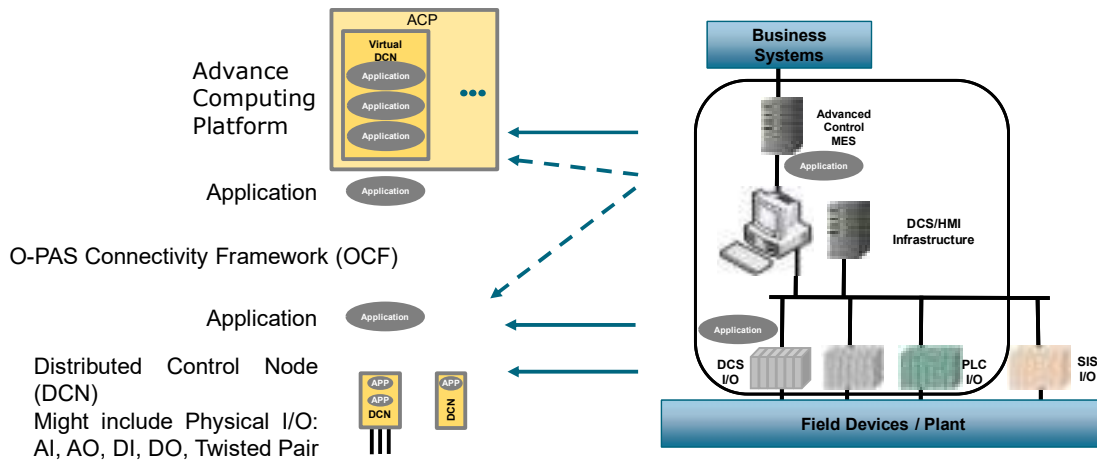 ACP
Virtual
DCN
Application
Application
Application
Advance
Computing
Platform
Application
Application
O-PAS Connectivity Framework (OCF)
Application
Application
Distributed Control Node
(DCN)
Might include Physical I/O:
AI, AO, DI, DO, Twisted Pair
APP
APP
DCN
APP
DCN
Business
Systems
Advanced
Control
MES
Application
DCS/HMI
Infrastructure
Application
DCS
I/O
PLC
I/O
SIS
I/O
Field Devices / Plant